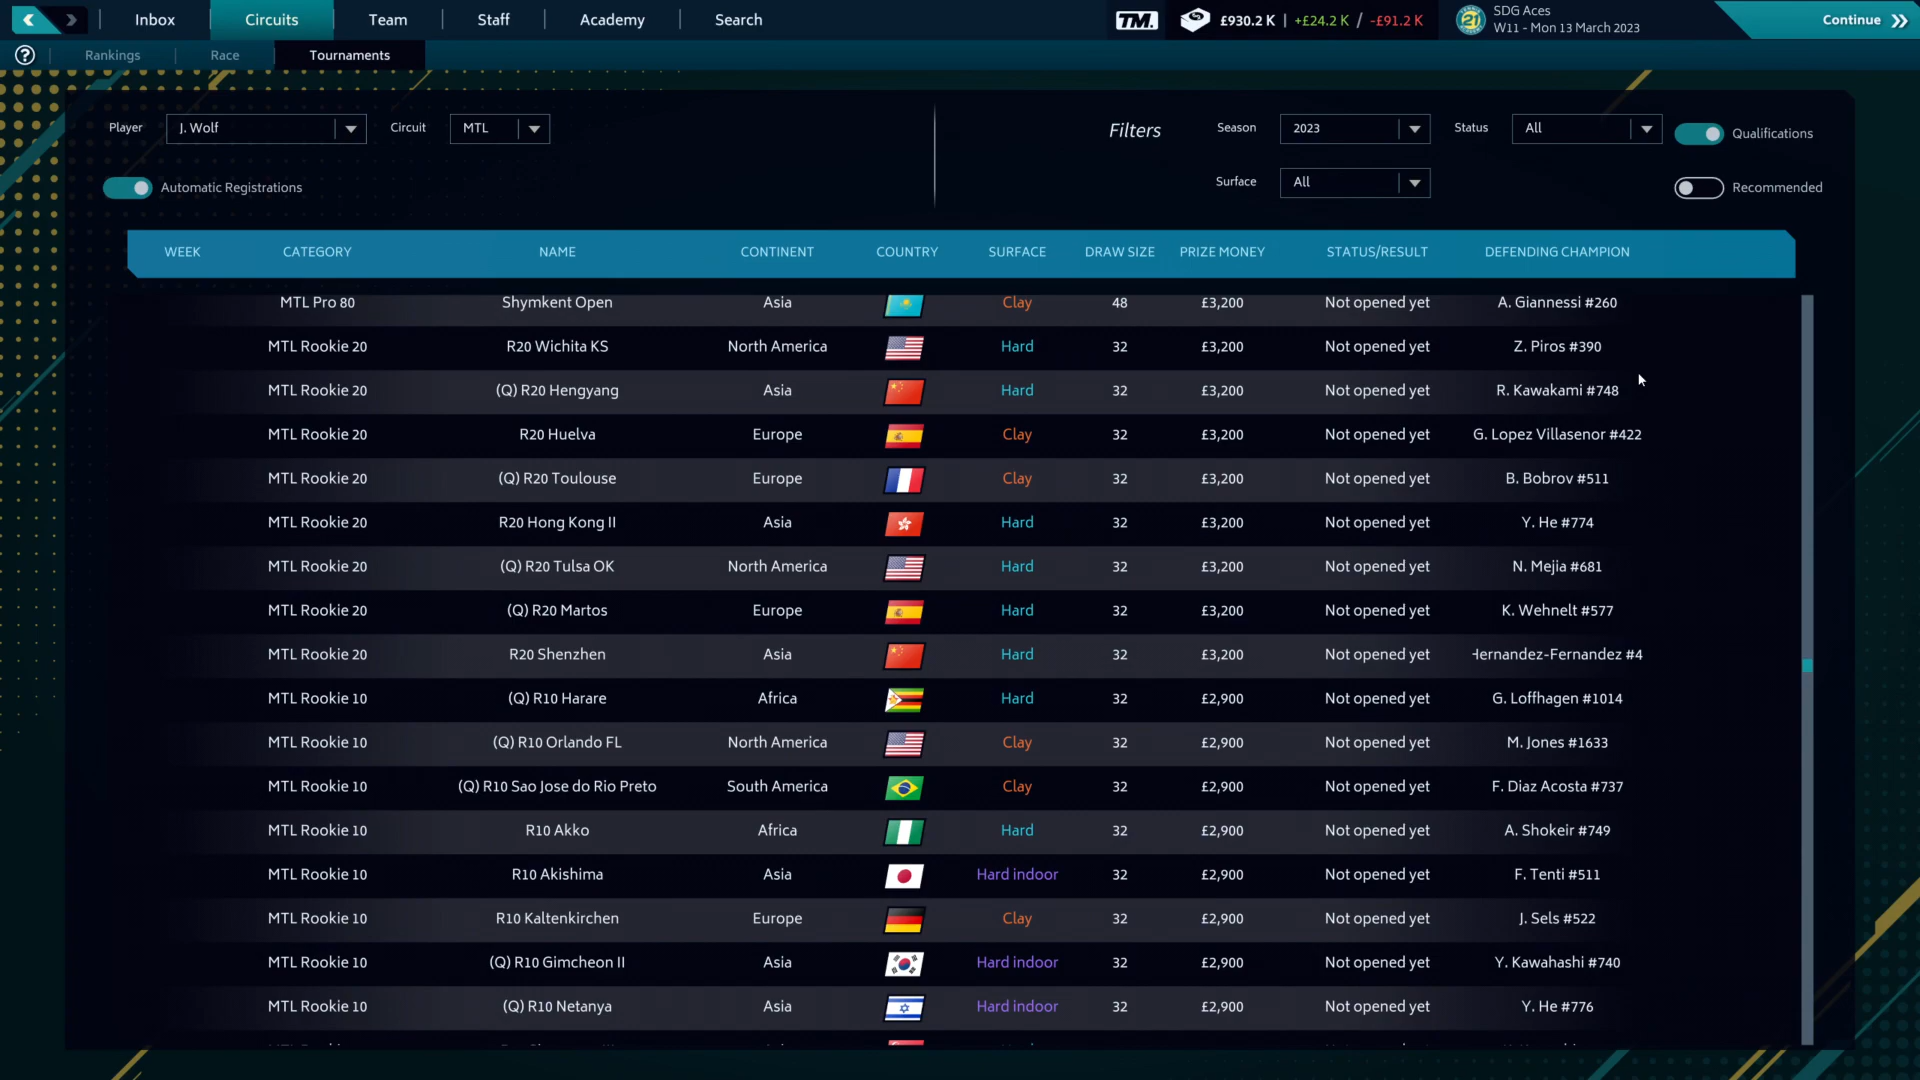 Inbox Circuits Team Staff Academy Search TM. £930.2 K | +£24.2 K / -£91.2 K 21 SDG Aces Continue
W11 - Mon 13 March 2023
? Rankings Race Tournaments
Player J. Wolf Circuit MTL Filters Season 2023 Status All Qualifications
Automatic Registrations Surface All Recommended
WEEK CATEGORY NAME CONTINENT COUNTRY SURFACE DRAW SIZE PRIZE MONEY STATUS/RESULT DEFENDING CHAMPION
MTL Pro 80 Shymkent Open Asia Clay 48 £3,200 Not opened yet A. Giannessi #260
MTL Rookie 20 R20 Wichita KS North America Hard 32 £3,200 Not opened yet Z. Piros #390
MTL Rookie 20 (Q) R20 Hengyang Asia Hard 32 £3,200 Not opened yet R. Kawakami #748
MTL Rookie 20 R20 Huelva Europe Clay 32 £3,200 Not opened yet G. Lopez Villasenor #422
MTL Rookie 20 (Q) R20 Toulouse Europe Clay 32 £3,200 Not opened yet B. Bobrov #511
MTL Rookie 20 R20 Hong Kong II Asia Hard 32 £3,200 Not opened yet Y. He #774
MTL Rookie 20 (Q) R20 Tulsa OK North America Hard 32 £3,200 Not opened yet N. Mejia #681
MTL Rookie 20 (Q) R20 Martos Europe Hard 32 £3,200 Not opened yet K. Wehnelt #577
MTL Rookie 20 R20 Shenzhen Asia Hard 32 £3,200 Not opened yet Hernandez-Fernandez #4
MTL Rookie 10 (Q) R10 Harare Africa Hard 32 £2,900 Not opened yet G. Loffhagen #1014
MTL Rookie 10 (Q) R10 Orlando FL North America Clay 32 £2,900 Not opened yet M. Jones #1633
MTL Rookie 10 (Q) R10 Sao Jose do Rio Preto South America Clay 32 £2,900 Not opened yet F. Diaz Acosta #737
MTL Rookie 10 R10 Akko Africa Hard 32 £2,900 Not opened yet A. Shokeir #749
MTL Rookie 10 R10 Akishima Asia Hard indoor 32 £2,900 Not opened yet F. Tenti #511
MTL Rookie 10 R10 Kaltenkirchen Europe Clay 32 £2,900 Not opened yet J. Sels #522
MTL Rookie 10 (Q) R10 Gimcheon II Asia Hard indoor 32 £2,900 Not opened yet Y. Kawahashi #740
MTL Rookie 10 (Q) R10 Netanya Asia Hard indoor 32 £2,900 Not opened yet Y. He #776